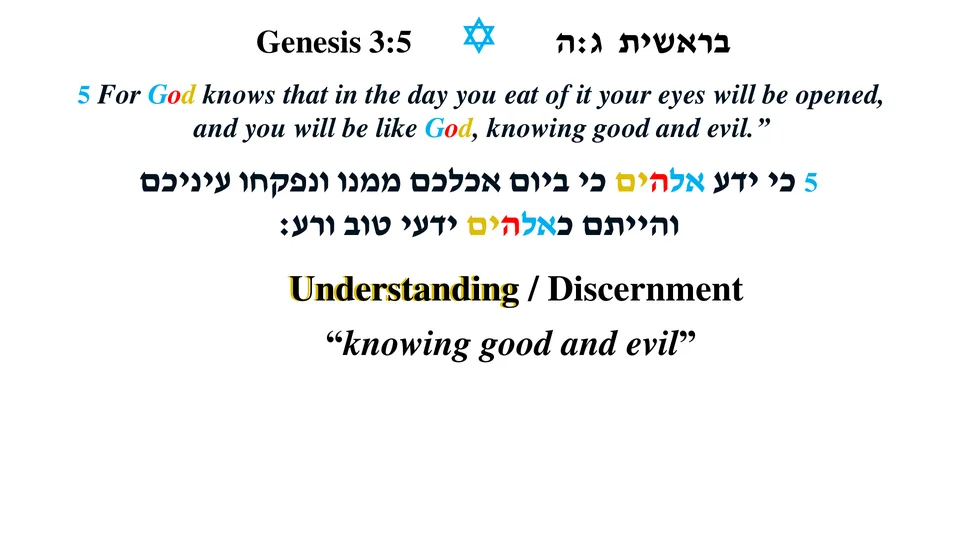 Genesis 3:5 ✡ בראשית ג:ה
5 For God knows that in the day you eat of it your eyes will be opened,
and you will be like God, knowing good and evil.”
5 כי ידע אלהים כי ביום אכלכם ממנו ונפקחו עיניכם
והייתם כאלהים ידעי טוב ורע:
Understanding / Discernment
“knowing good and evil”